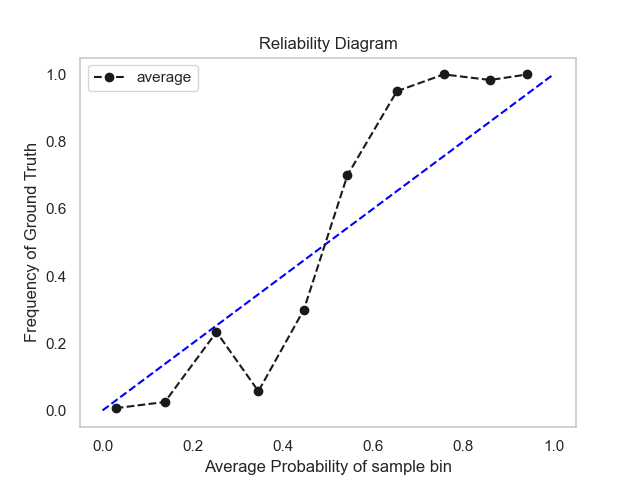 Reliability Diagram
average
1.0
0.8
0.6
0.4
0.2
0.0
Frequency of Ground Truth
0.0 0.2 0.4 0.6 0.8 1.0
Average Probability of sample bin